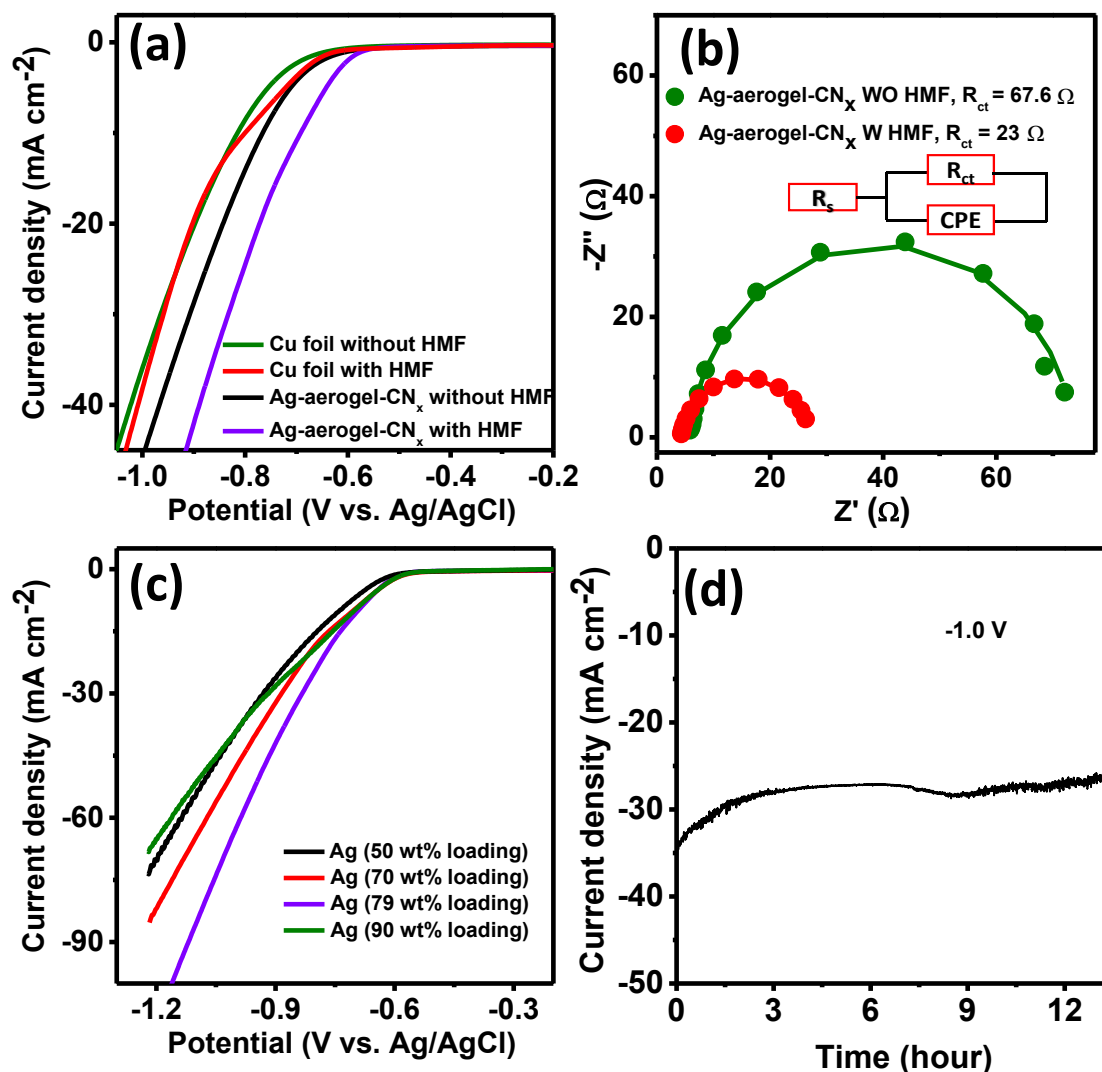 (a)
0
-20
-40
Current density (mA cm⁻²)
Cu foil without HMF
Cu foil with HMF
Ag-aerogel-CNₓ without HMF
Ag-aerogel-CNₓ with HMF
-1.0 -0.8 -0.6 -0.4 -0.2
Potential (V vs. Ag/AgCl)
(b)
60
40
20
0
-Z'' (Ω)
Ag-aerogel-CNₓ WO HMF, R_ct = 67.6 Ω
Ag-aerogel-CNₓ W HMF, R_ct = 23 Ω
R_s
R_ct
CPE
0 20 40 60
Z' (Ω)
(c)
0
-30
-60
-90
Current density (mA cm⁻²)
Ag (50 wt% loading)
Ag (70 wt% loading)
Ag (79 wt% loading)
Ag (90 wt% loading)
-1.2 -0.9 -0.6 -0.3
Potential (V vs. Ag/AgCl)
(d)
0
-10
-20
-30
-40
-50
Current density (mA cm⁻²)
-1.0 V
0 3 6 9 12
Time (hour)